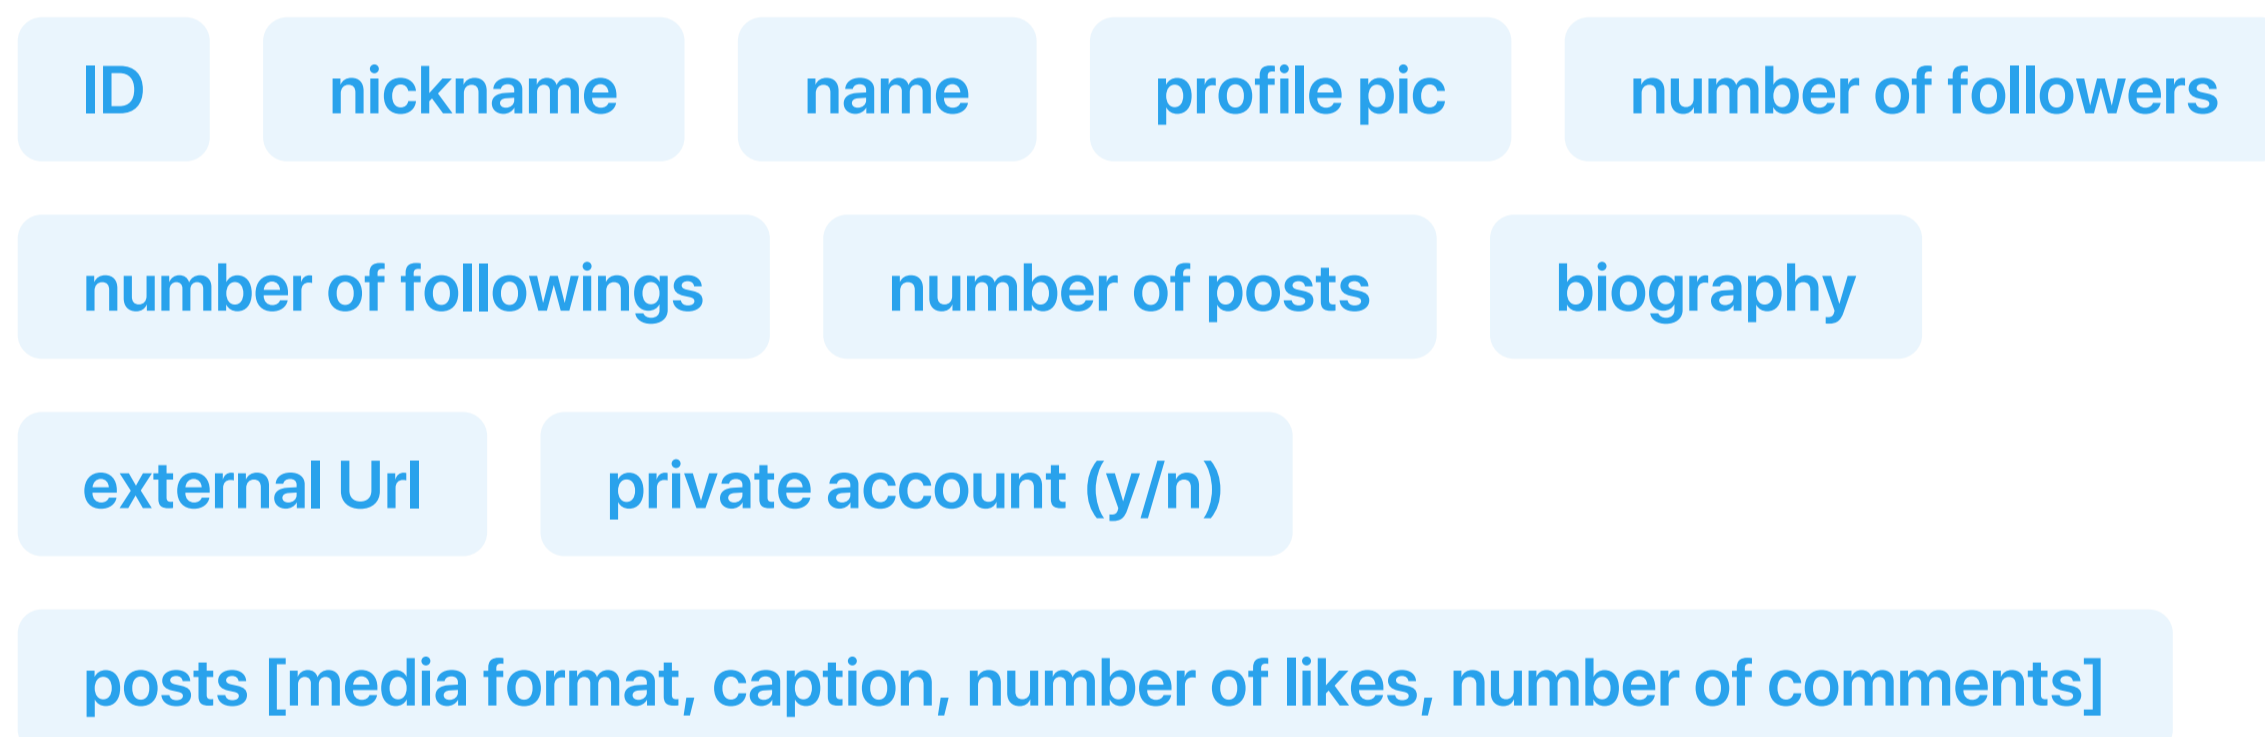 ID nickname name profile pic number of followers
number of followings number of posts biography
external Url private account (y/n)
posts [media format, caption, number of likes, number of comments]